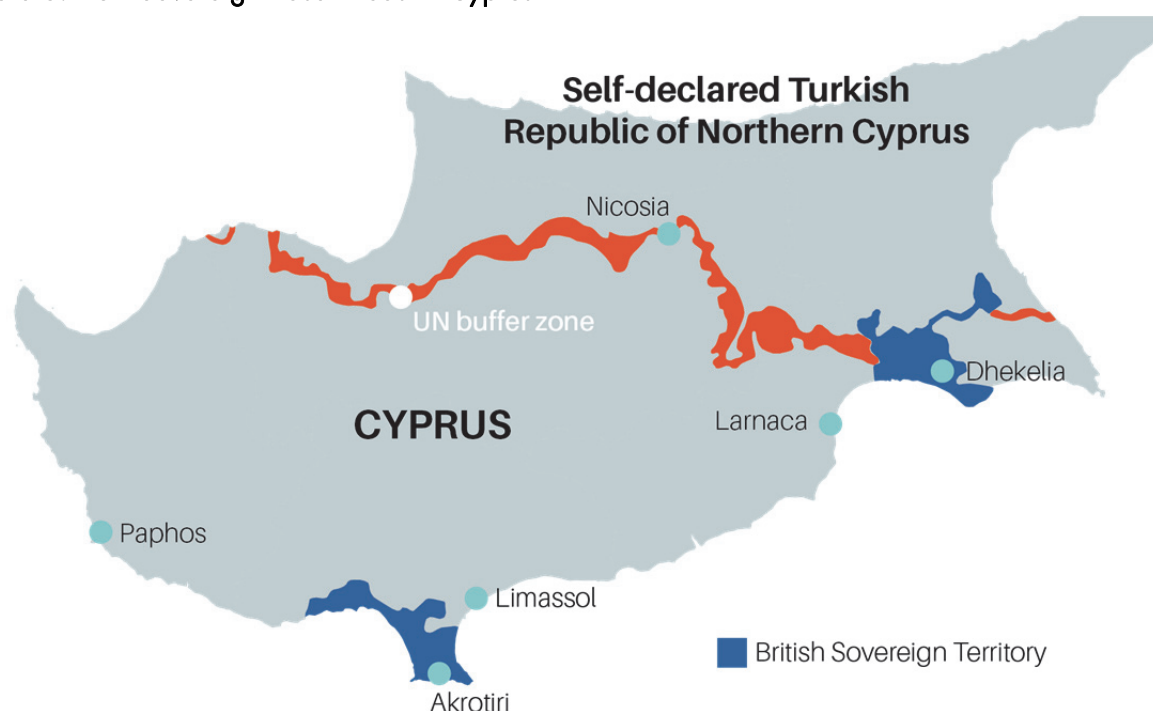 Self-declared Turkish
Republic of Northern Cyprus
Nicosia
UN buffer zone
Dhekelia
CYPRUS
Larnaca
Paphos
Limassol
British Sovereign Territory
Akrotiri